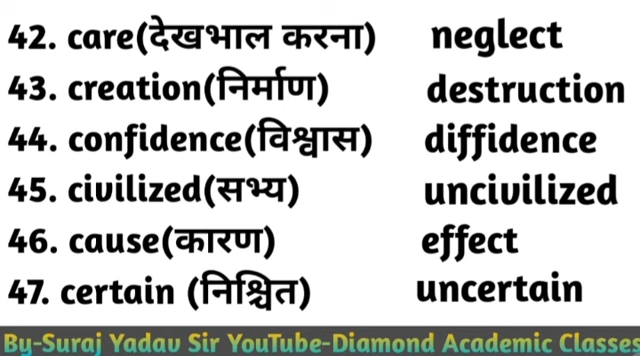 42. care(देखभाल करना) neglect
43. creation(निर्माण) destruction
44. confidence(विश्वास) diffidence
45. civilized(सभ्य) uncivilized
46. cause(कारण) effect
47. certain (निश्चित) uncertain
By-Suraj Yadav Sir YouTube-Diamond Academic Classes